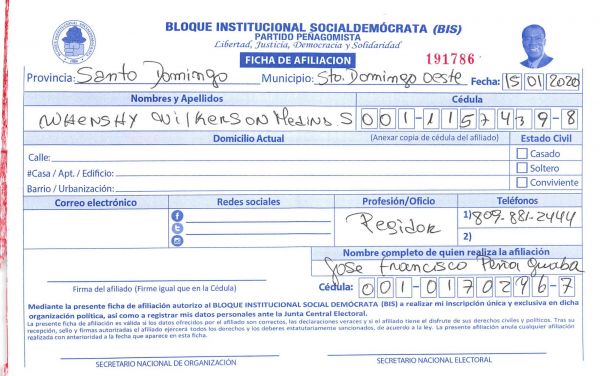 BLOQUE INSTITUCIONAL SOCIALDEMÓCRATA (BIS)
PARTIDO PEÑAGOMISTA
Libertad, Justicia, Democracia y Solidaridad
FICHA DE AFILIACION 191786
Provincia: Santo Domingo Municipio: Sto. Domingo oeste Fecha: 15 01 2020
Nombres y Apellidos Cédula
Whenshy Wilkerson Medina S 001-1157439-8
Domicilio Actual (Anexar copia de cédula del afiliado) Estado Civil
Calle: Casado
#Casa / Apt. / Edificio: Soltero
Barrio / Urbanización: Conviviente
Correo electrónico Redes sociales Profesión/Oficio Teléfonos
Regidor 1) 809-881-2444
2)
Nombre completo de quien realiza la afiliación
Jose Francisco Peña Guaba
Firma del afiliado (Firme igual que en la Cédula) Cédula: 001-0170296-7
Mediante la presente ficha de afiliación autorizo al BLOQUE INSTITUCIONAL SOCIAL DEMÓCRATA (BIS) a realizar mi inscripción única y exclusiva en dicha
organización política, así como a registrar mis datos personales ante la Junta Central Electoral.
La presente ficha de afiliación es válida si los datos ofrecidos por el afiliado son correctos, las declaraciones veraces y si el afiliado tiene el disfrute de sus derechos civiles y políticos. Tras su
recepción, sello y firmas autorizadas el afiliado ejercerá todos los derechos y los deberes estatutariamente sancionados, de acuerdo a la ley. La presente afiliación anula cualquier afiliación
realizada con anterioridad a la fecha que aparece en esta ficha.
SECRETARIO NACIONAL DE ORGANIZACIÓN SECRETARIO NACIONAL ELECTORAL